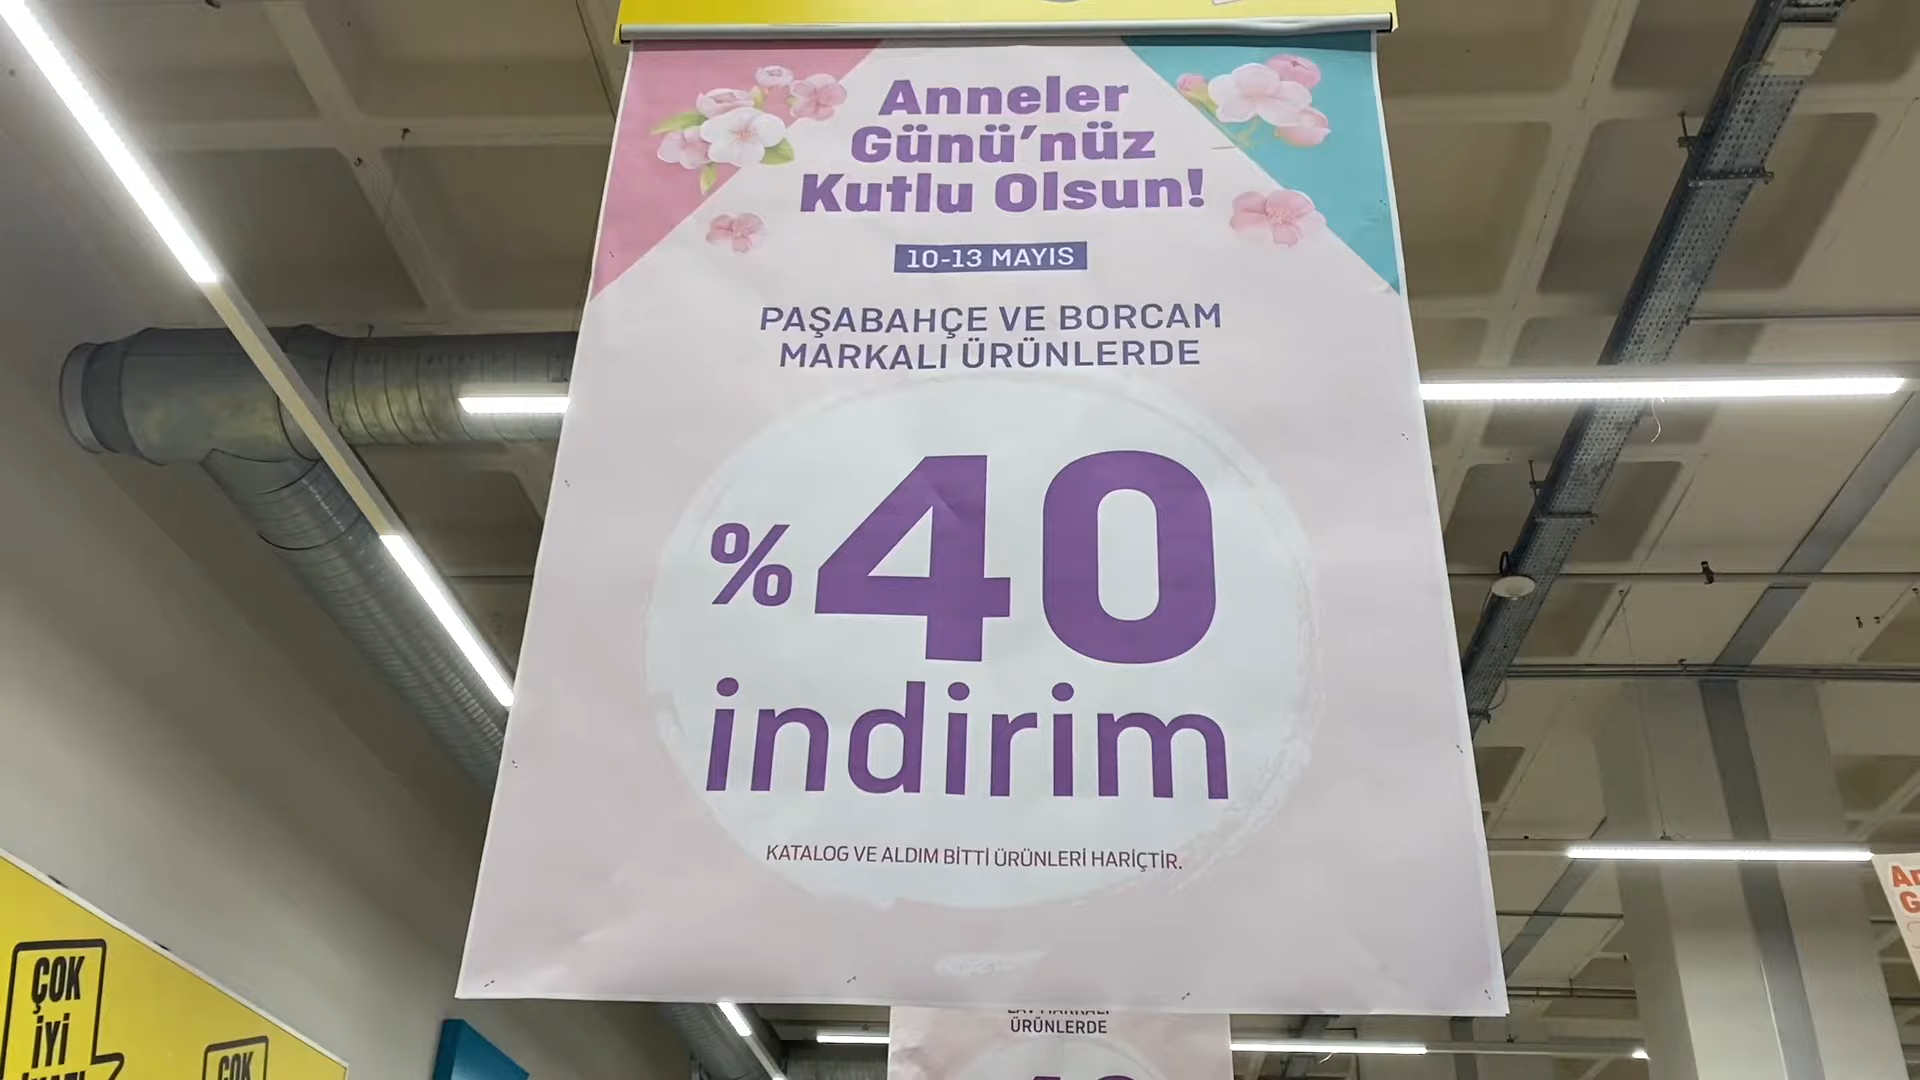 Anneler
Günü'nüz
Kutlu Olsun!
10-13 MAYIS
PAŞABAHÇE VE BORCAM
MARKALI ÜRÜNLERDE
%40
indirim
KATALOG VE ALDIM BİTTİ ÜRÜNLERİ HARİÇTİR.
ÜRÜNLERDE
ÇOK
İYİ
ÇOK